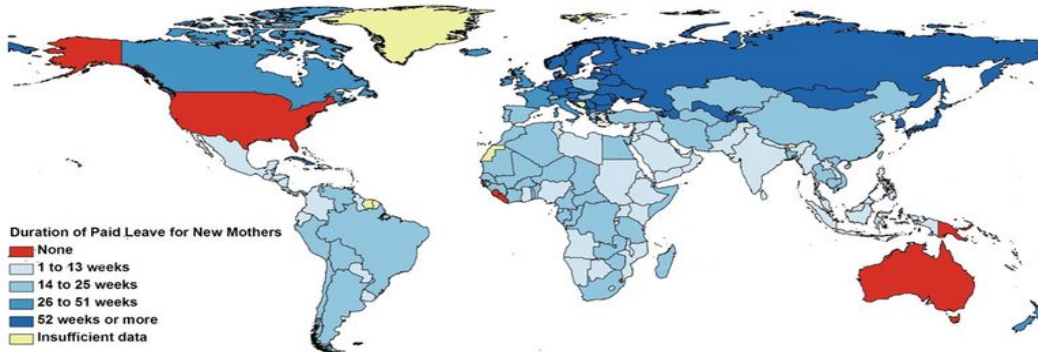 Duration of Paid Leave for New Mothers
None
1 to 13 weeks
14 to 25 weeks
26 to 51 weeks
52 weeks or more
Insufficient data